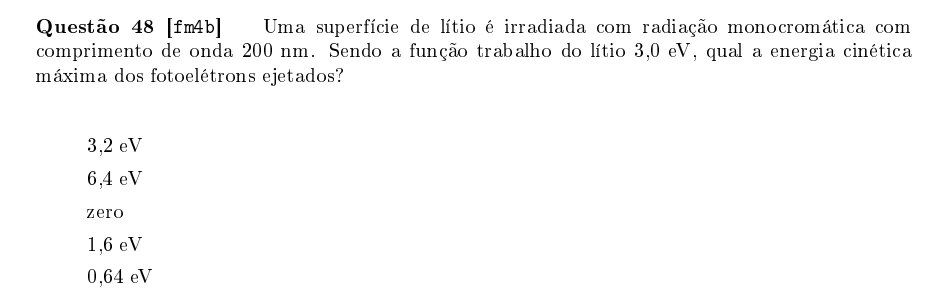 Questão 48 [fm4b] Uma superfície de lítio é irradiada com radiação monocromática com
comprimento de onda 200 nm. Sendo a função trabalho do lítio 3,0 eV, qual a energia cinética
máxima dos fotoelétrons ejetados?
3,2 eV
6,4 eV
zero
1,6 eV
0,64 eV